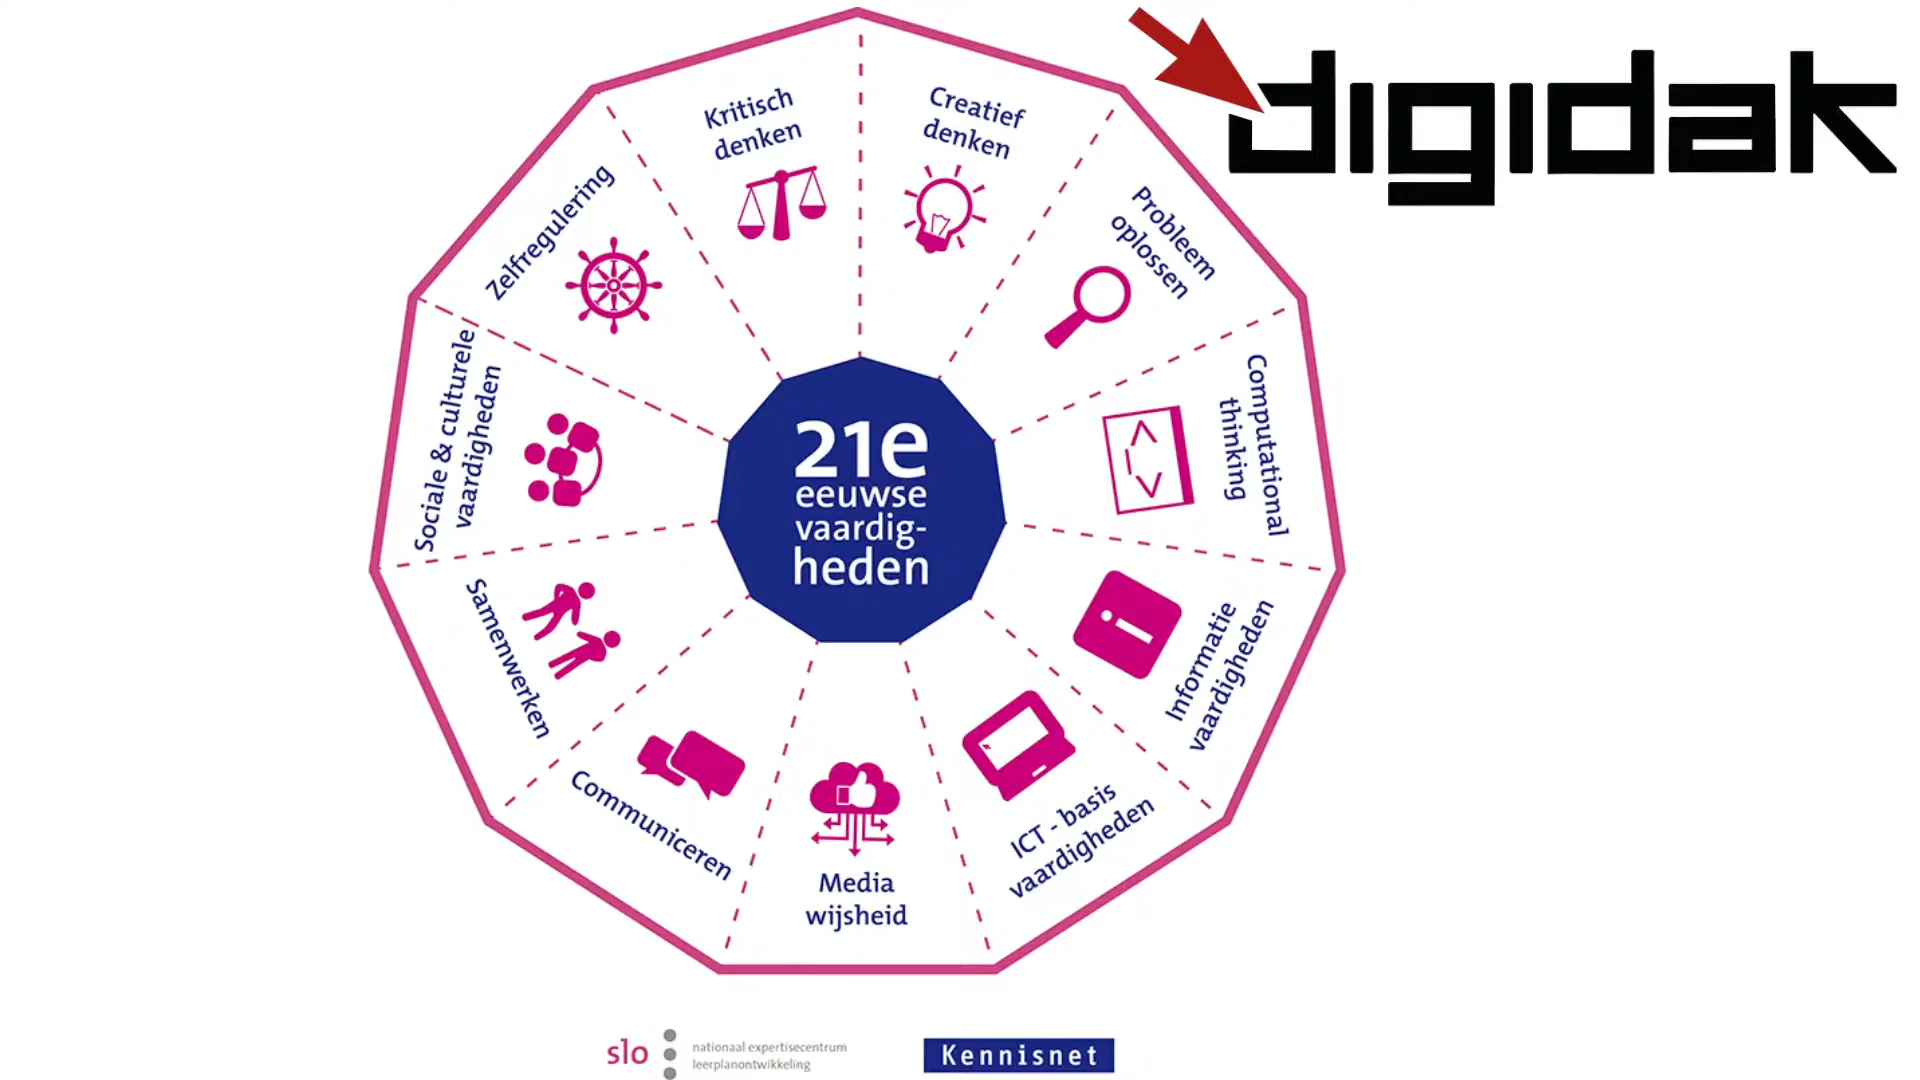 digidak
Kritisch
denken
Creatief
denken
Probleem
oplossen
Computational
thinking
Informatie
vaardigheden
ICT - basis
vaardigheden
Media
wijsheid
Communiceren
Samenwerken
Sociale & culturele
vaardigheden
Zelfregulering
21e
eeuwse
vaardig-
heden
slo
nationaal expertisecentrum
leerplanontwikkeling
Kennisnet